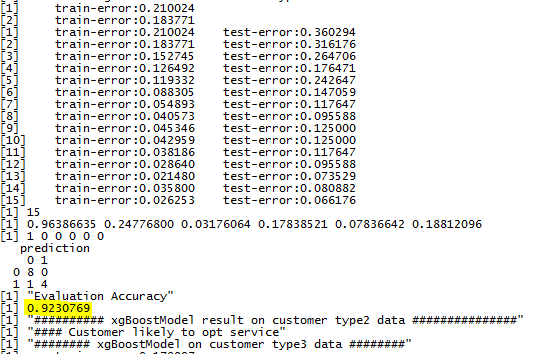 [1] train-error:0.210024
[2] train-error:0.183771
[1] train-error:0.210024 test-error:0.360294
[2] train-error:0.183771 test-error:0.316176
[3] train-error:0.152745 test-error:0.264706
[4] train-error:0.126492 test-error:0.176471
[5] train-error:0.119332 test-error:0.242647
[6] train-error:0.088305 test-error:0.147059
[7] train-error:0.054893 test-error:0.117647
[8] train-error:0.040573 test-error:0.095588
[9] train-error:0.045346 test-error:0.125000
[10] train-error:0.042959 test-error:0.125000
[11] train-error:0.038186 test-error:0.117647
[12] train-error:0.028640 test-error:0.095588
[13] train-error:0.021480 test-error:0.073529
[14] train-error:0.035800 test-error:0.080882
[15] train-error:0.026253 test-error:0.066176
[1] 15
[1] 0.96386635 0.24776800 0.03176064 0.17838521 0.07836642 0.18812096
[1] 1 0 0 0 0 0
prediction
0 1
0 8 0
1 1 4
[1] "Evaluation Accuracy"
[1] 0.9230769
[1] "########## xgBoostModel result on customer type2 data ###############"
[1] "#### Customer likely to opt service"
[1] "######## xgBoostModel on customer type3 data ########"